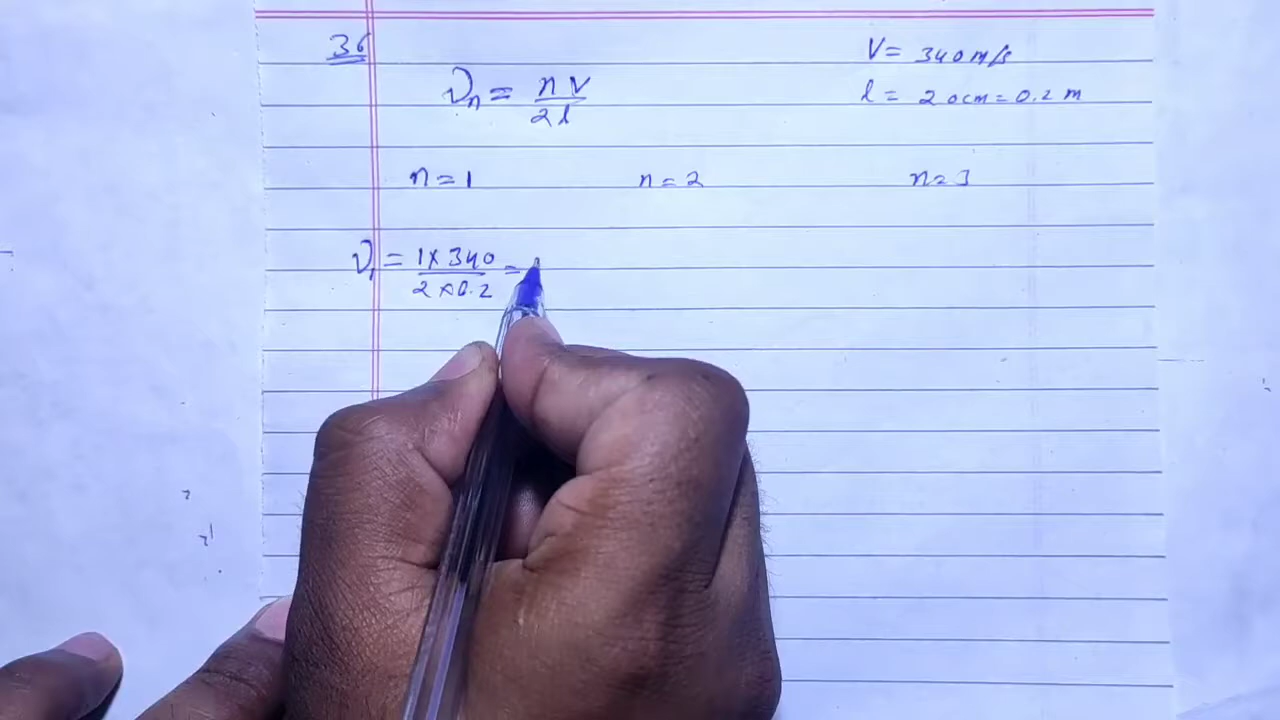 36
V = 340 m/s
ν_n = nV / 2l
l = 20cm = 0.2 m
n = 1 n = 2 n = 3
ν_1 = 1 × 340 / 2 × 0.2 =